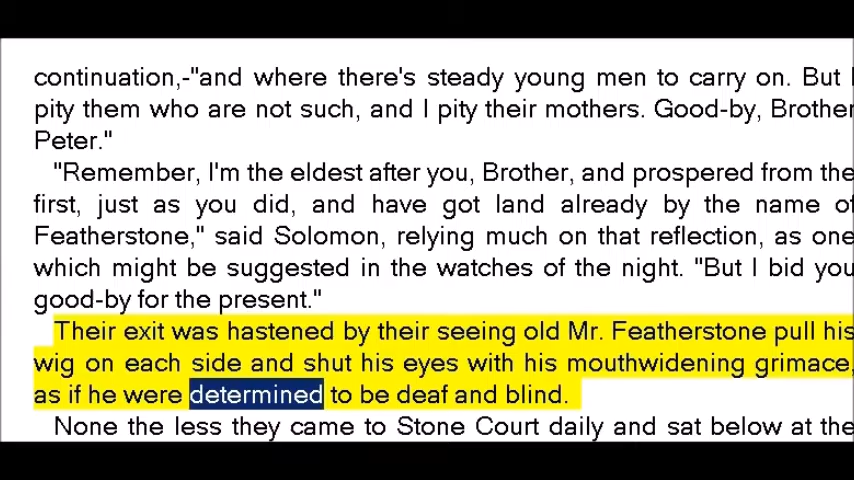 continuation,-"and where there's steady young men to carry on. But I
pity them who are not such, and I pity their mothers. Good-by, Brother
Peter."
"Remember, I'm the eldest after you, Brother, and prospered from the
first, just as you did, and have got land already by the name of
Featherstone," said Solomon, relying much on that reflection, as one
which might be suggested in the watches of the night. "But I bid you
good-by for the present."
Their exit was hastened by their seeing old Mr. Featherstone pull his
wig on each side and shut his eyes with his mouthwidening grimace,
as if he were determined to be deaf and blind.
None the less they came to Stone Court daily and sat below at the